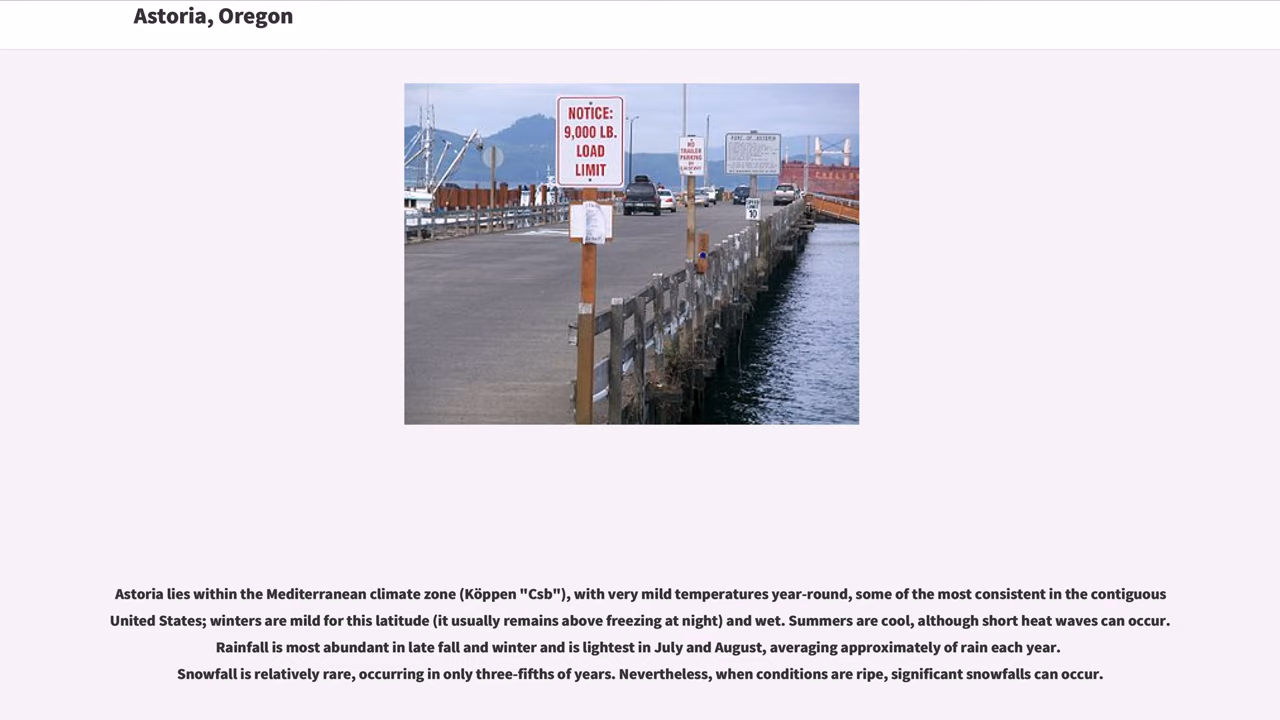 Astoria, Oregon
NOTICE:
9,000 LB.
LOAD
LIMIT
NO
TRAILER
PARKING
PORT OF ASTORIA
SPEED
LIMIT
10
Astoria lies within the Mediterranean climate zone (Köppen "Csb"), with very mild temperatures year-round, some of the most consistent in the contiguous
United States; winters are mild for this latitude (it usually remains above freezing at night) and wet. Summers are cool, although short heat waves can occur.
Rainfall is most abundant in late fall and winter and is lightest in July and August, averaging approximately of rain each year.
Snowfall is relatively rare, occurring in only three-fifths of years. Nevertheless, when conditions are ripe, significant snowfalls can occur.